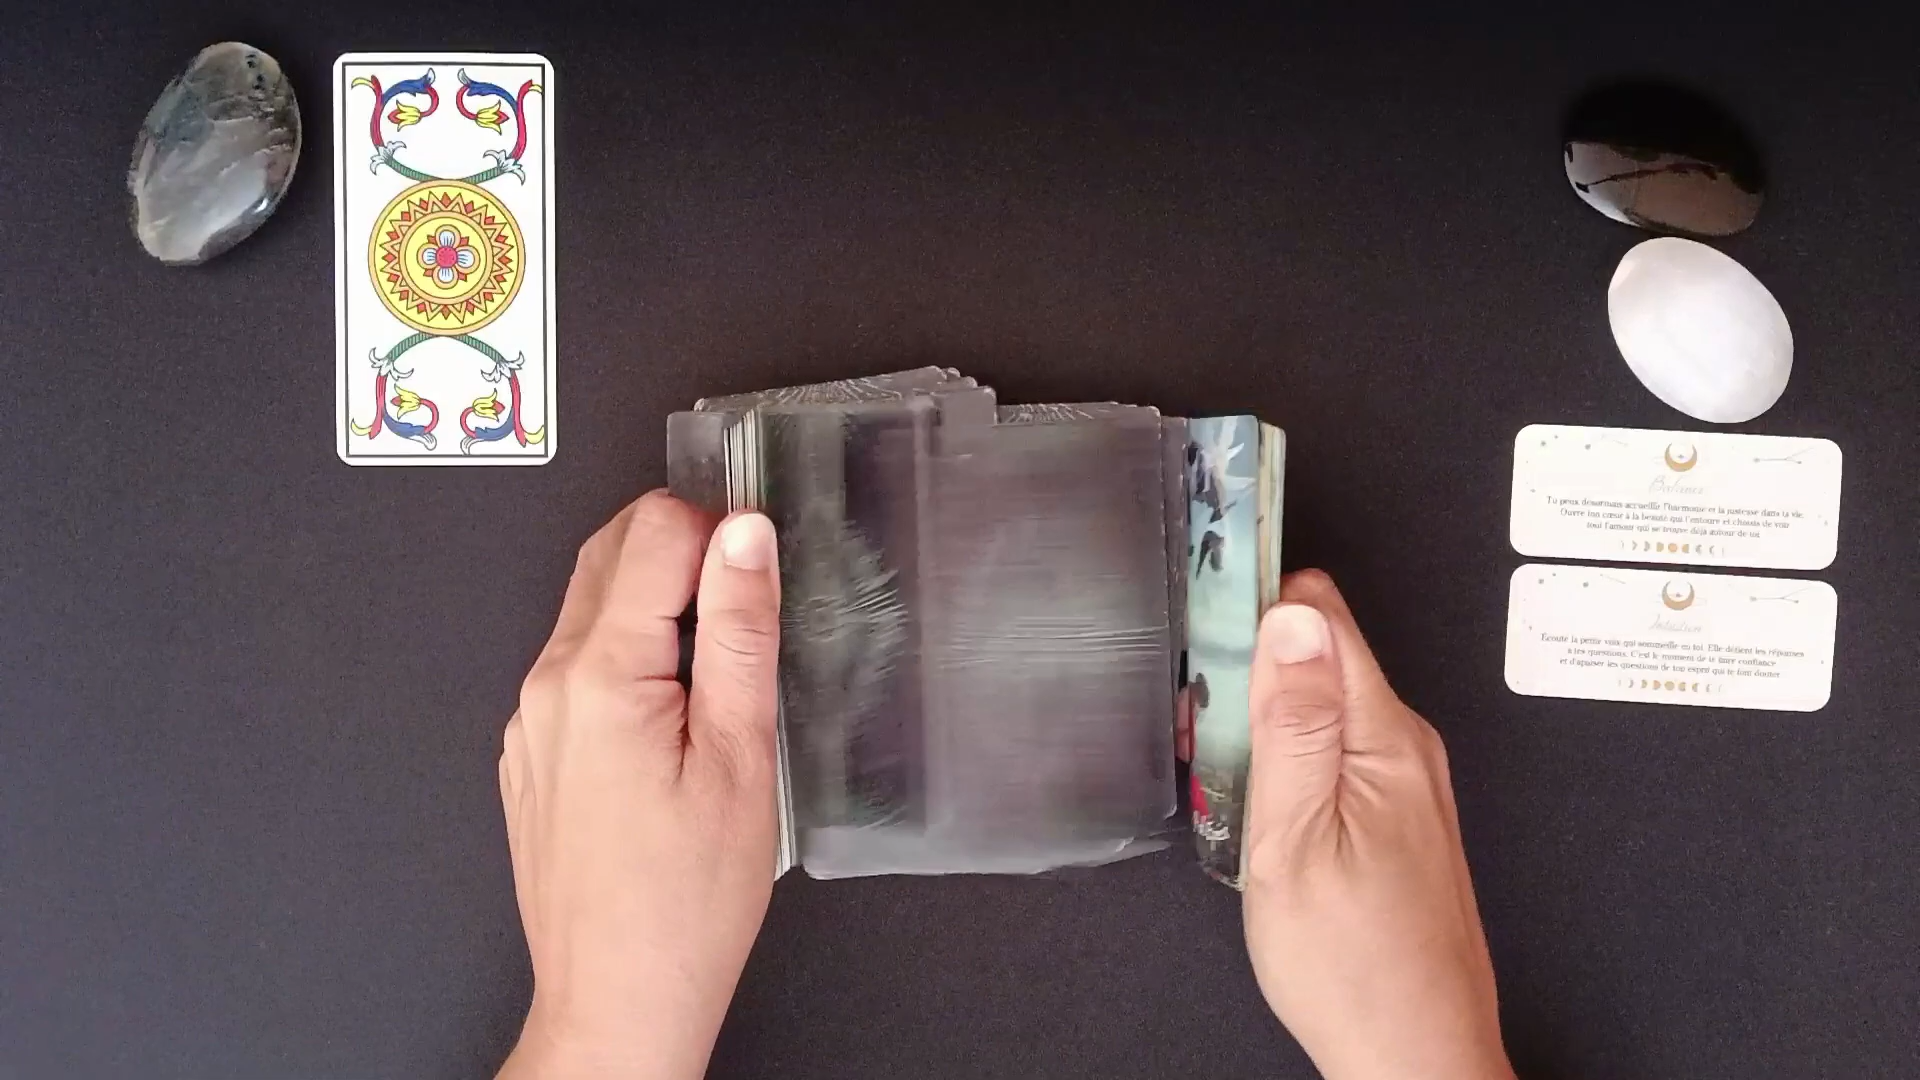 Balance
Tu peux désormais accueillir l'harmonie et la justesse dans ta vie.
Ouvre ton cœur à la beauté qui t'entoure et choisis de voir
tout l'amour qui se trouve déjà autour de toi.
Intuition
Écoute la petite voix qui sommeille en toi. Elle détient les réponses
à tes questions. C'est le moment de te faire confiance
et d'apaiser les questions de ton esprit qui te font douter.